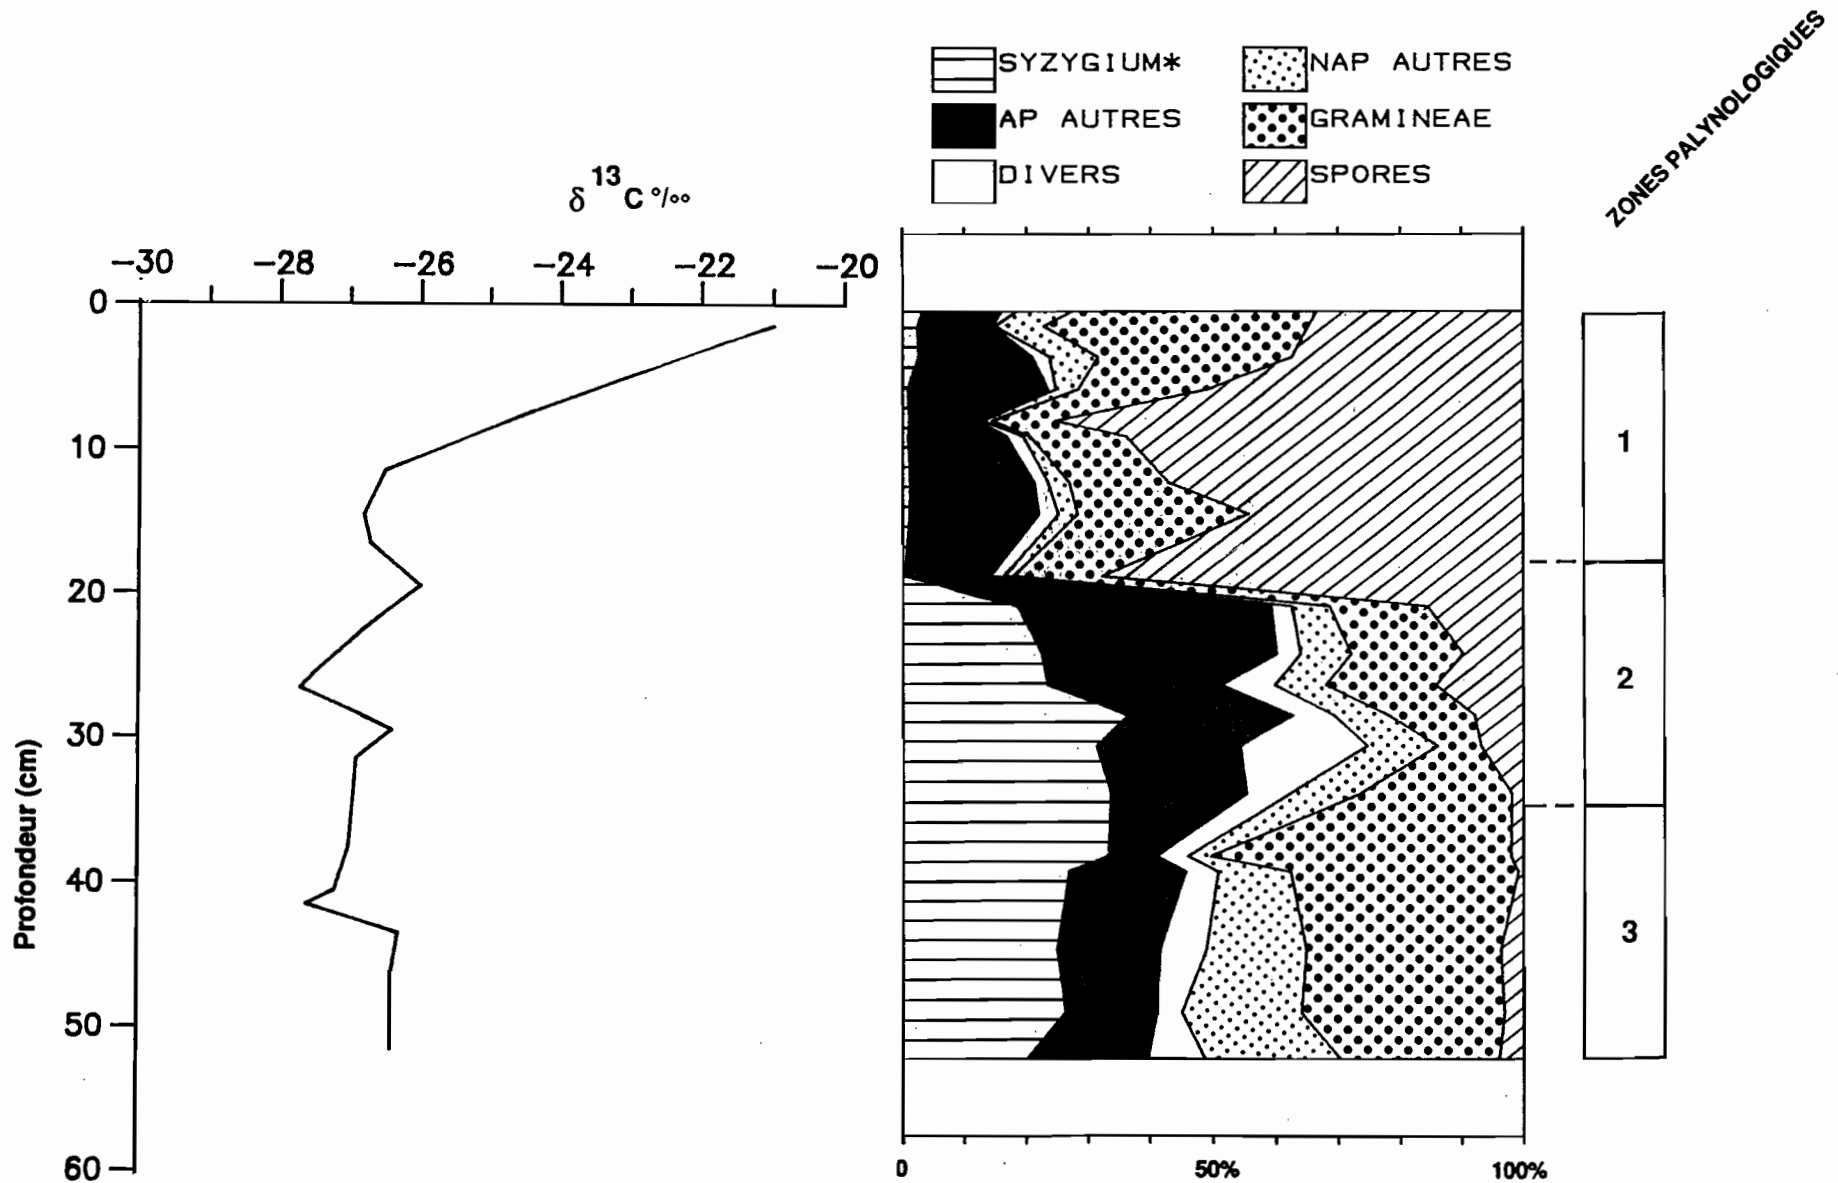 SYZYGIUM*
NAP AUTRES
AP AUTRES
GRAMINEAE
DIVERS
SPORES
ZONES PALYNOLOGIQUES
δ 13 C °/°°
-30 -28 -26 -24 -22 -20
0
10
20
30
40
50
60
Profondeur (cm)
1
2
3
0 50% 100%